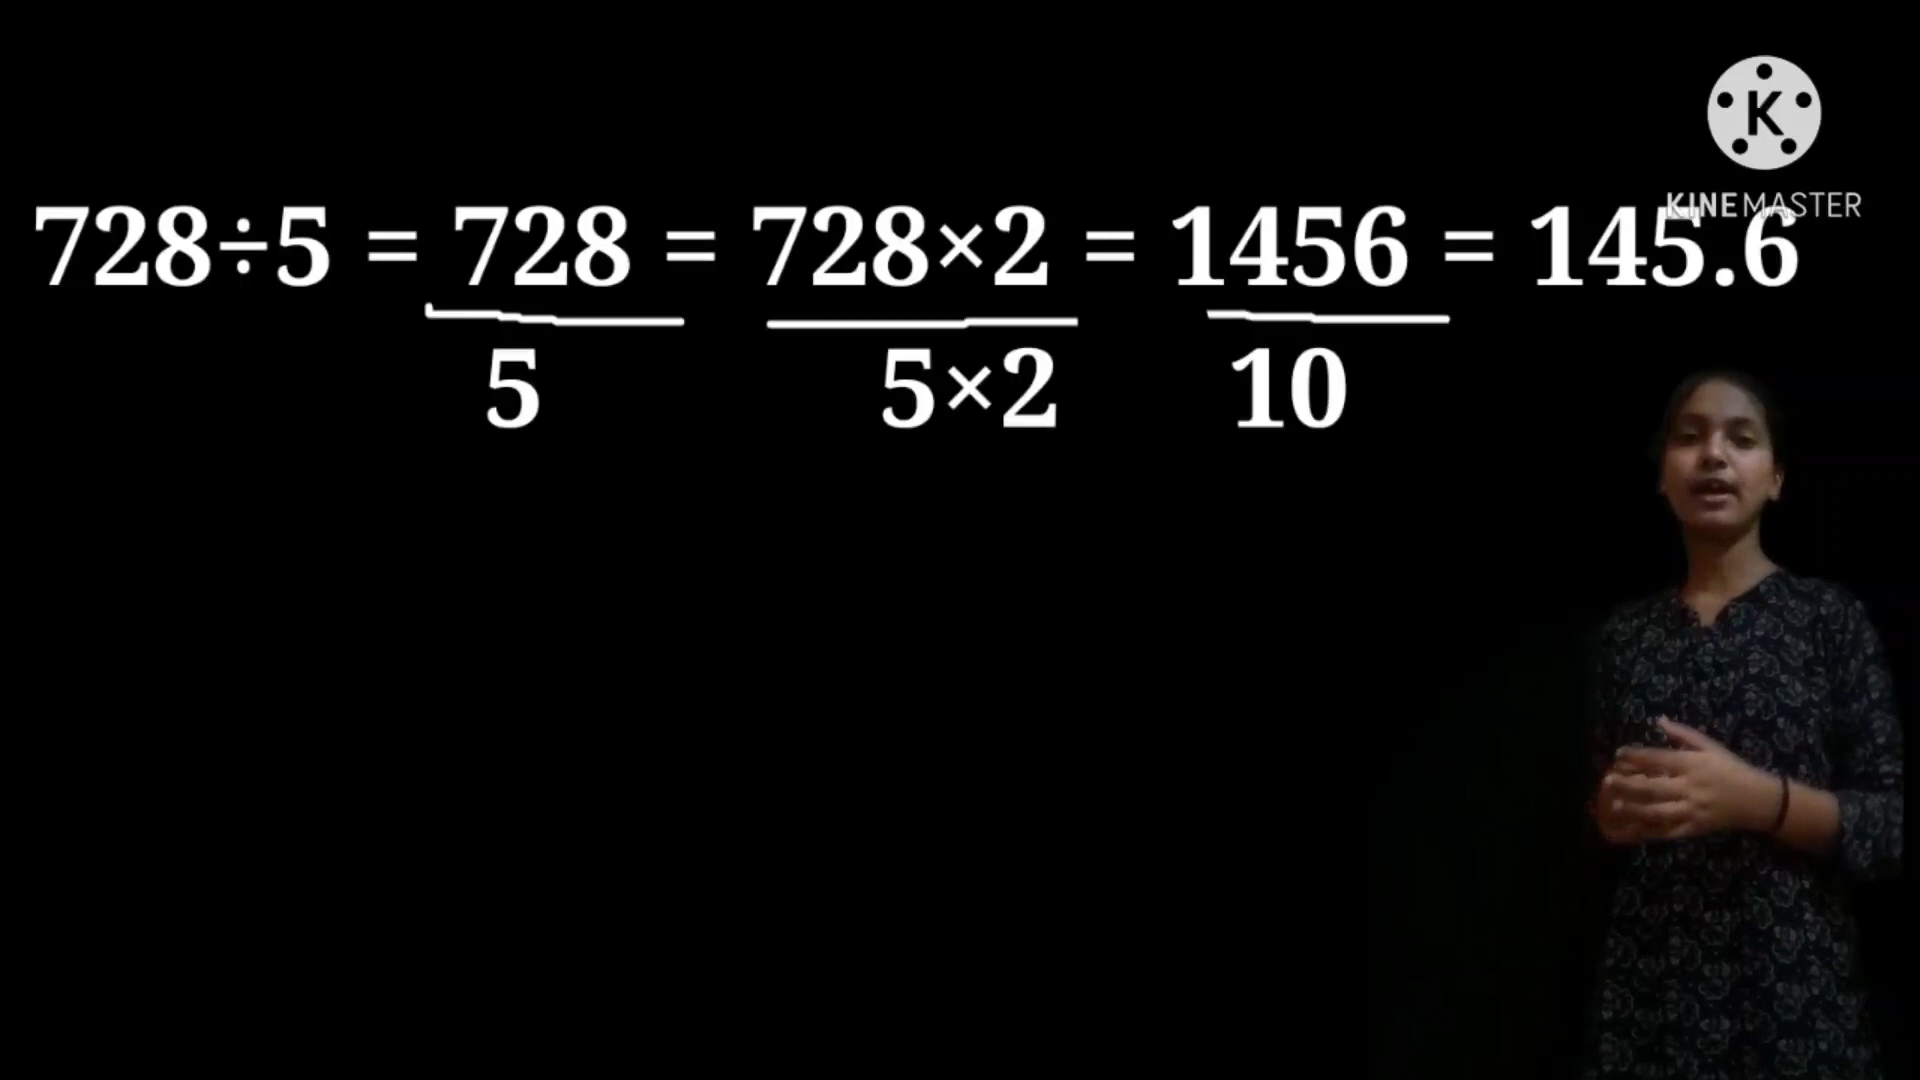 K
KINEMASTER
728÷5 = 728 = 728×2 = 1456 = 145.6
5 5×2 10